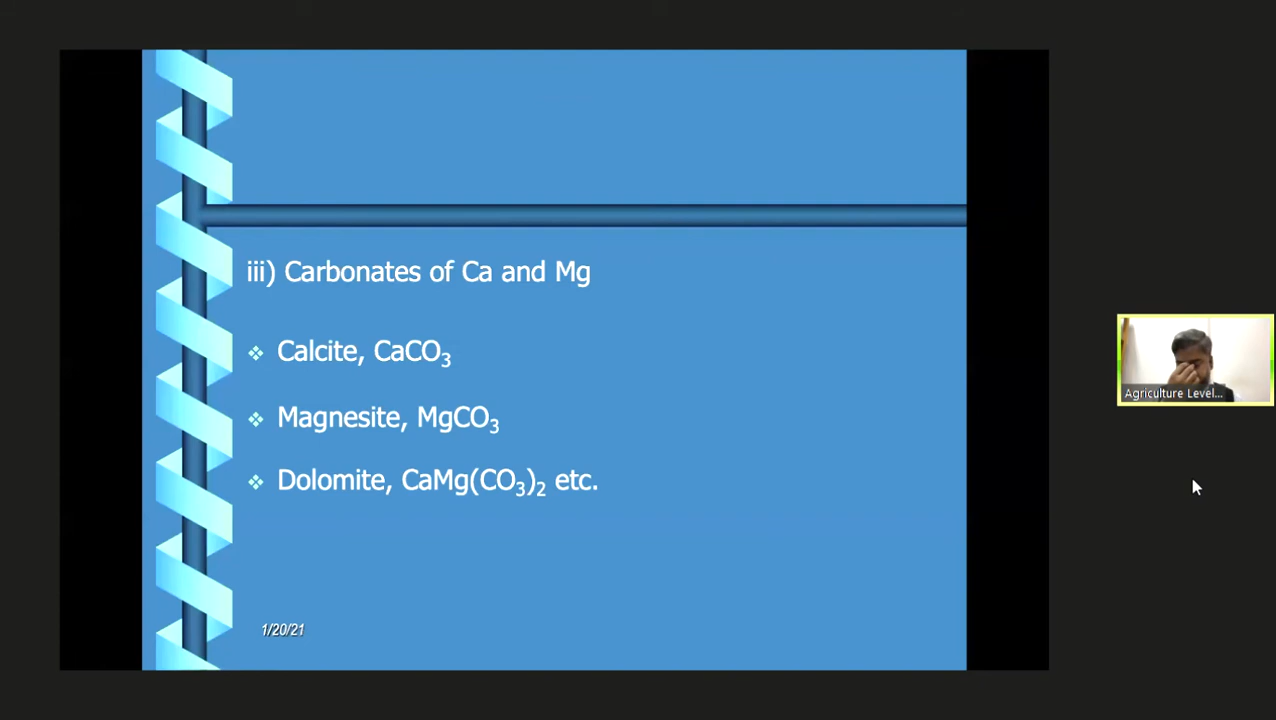 iii) Carbonates of Ca and Mg
❖ Calcite, CaCO₃
❖ Magnesite, MgCO₃
❖ Dolomite, CaMg(CO₃)₂ etc.
1/20/21
Agriculture Level...